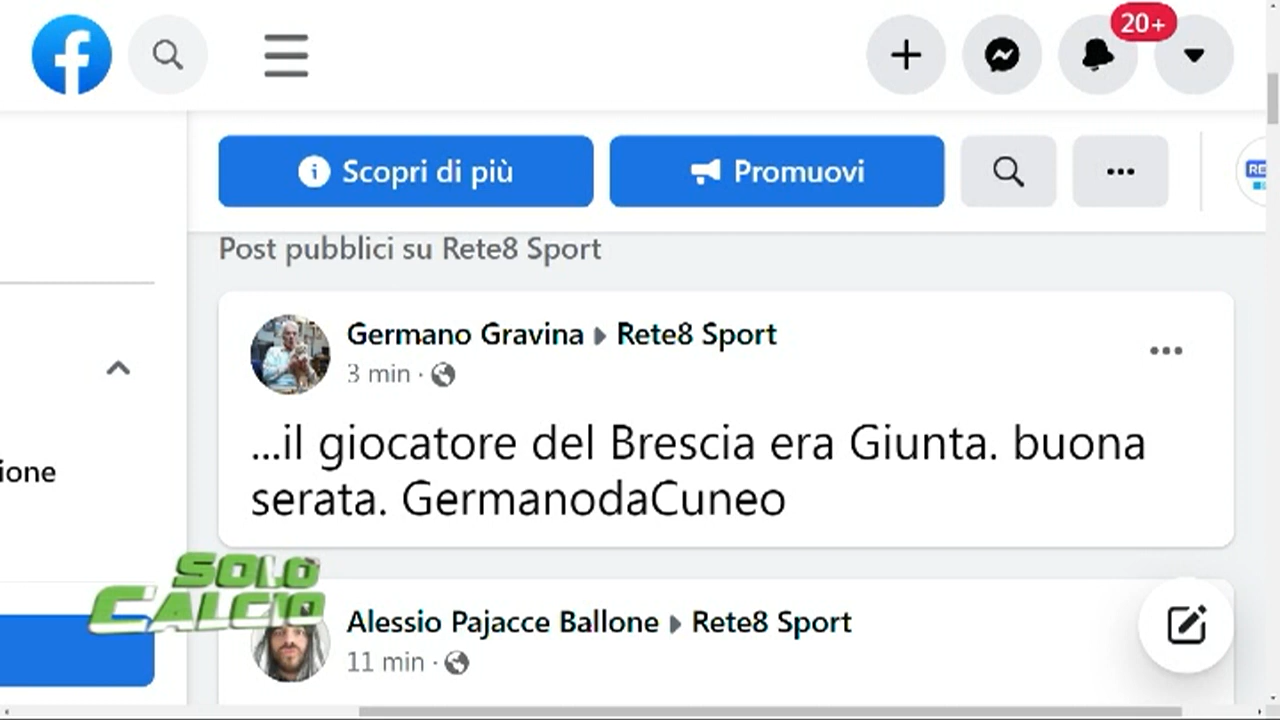 20+
Scopri di più
Promuovi
Post pubblici su Rete8 Sport
Germano Gravina Rete8 Sport
3 min ·
...il giocatore del Brescia era Giunta. buona
serata. GermanodaCuneo
ione
SOLO
CALCIO
Alessio Pajacce Ballone Rete8 Sport
11 min ·